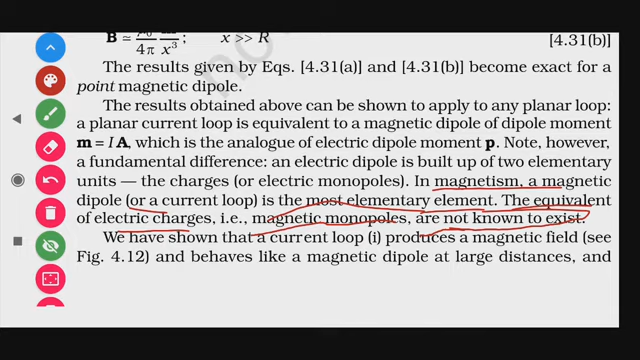 B ≃ μ0/4π m/x³ ; x >> R
[4.31(b)]
The results given by Eqs. [4.31(a)] and [4.31(b)] become exact for a
point magnetic dipole.
The results obtained above can be shown to apply to any planar loop:
a planar current loop is equivalent to a magnetic dipole of dipole moment
m = I A, which is the analogue of electric dipole moment p. Note, however,
a fundamental difference: an electric dipole is built up of two elementary
units — the charges (or electric monopoles). In magnetism, a magnetic
dipole (or a current loop) is the most elementary element. The equivalent
of electric charges, i.e., magnetic monopoles, are not known to exist.
We have shown that a current loop (i) produces a magnetic field (see
Fig. 4.12) and behaves like a magnetic dipole at large distances, and